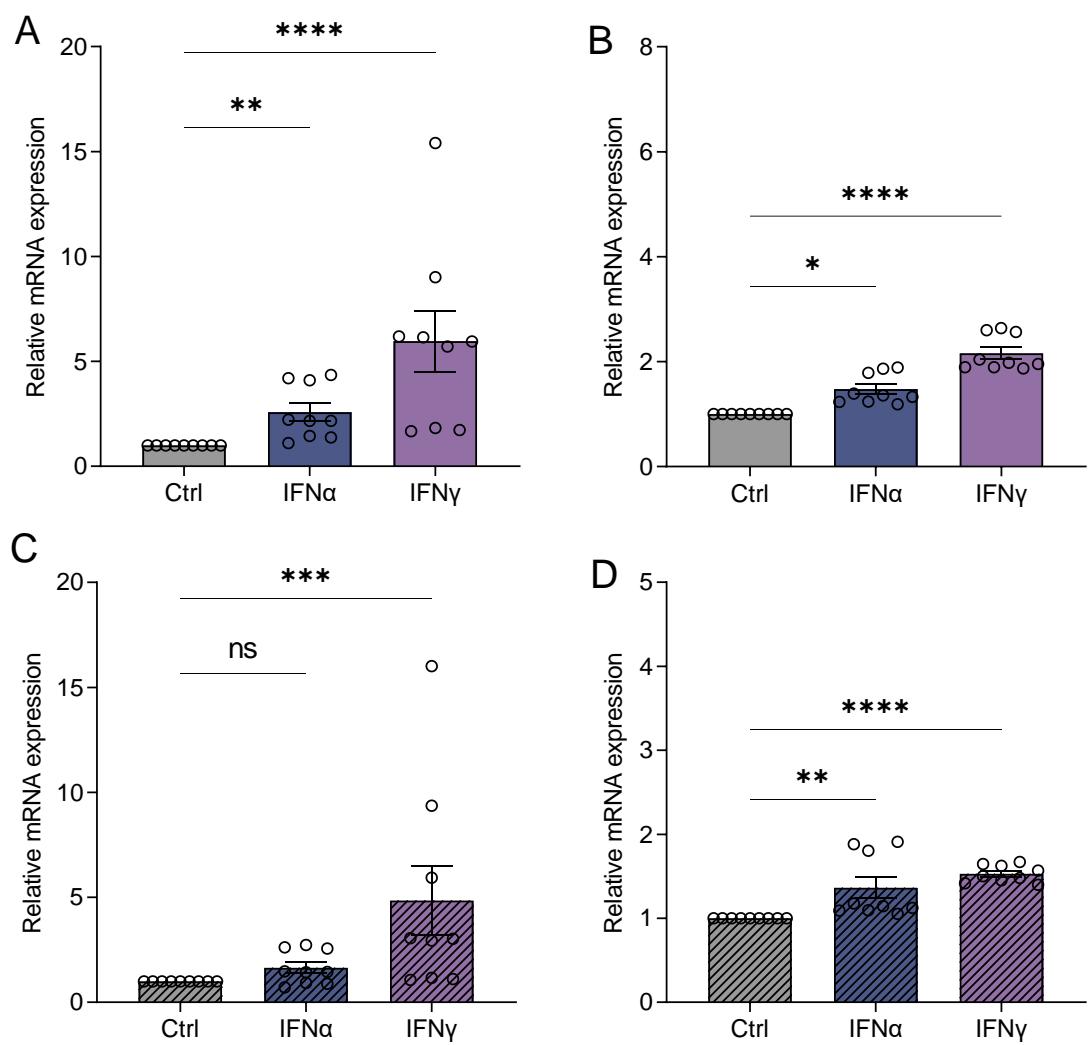 A
Relative mRNA expression
20
15
10
5
0
****
**
Ctrl
IFNα
IFNγ
B
Relative mRNA expression
8
6
4
2
0
****
*
Ctrl
IFNα
IFNγ
C
Relative mRNA expression
20
15
10
5
0
***
ns
Ctrl
IFNα
IFNγ
D
Relative mRNA expression
5
4
3
2
1
0
****
**
Ctrl
IFNα
IFNγ